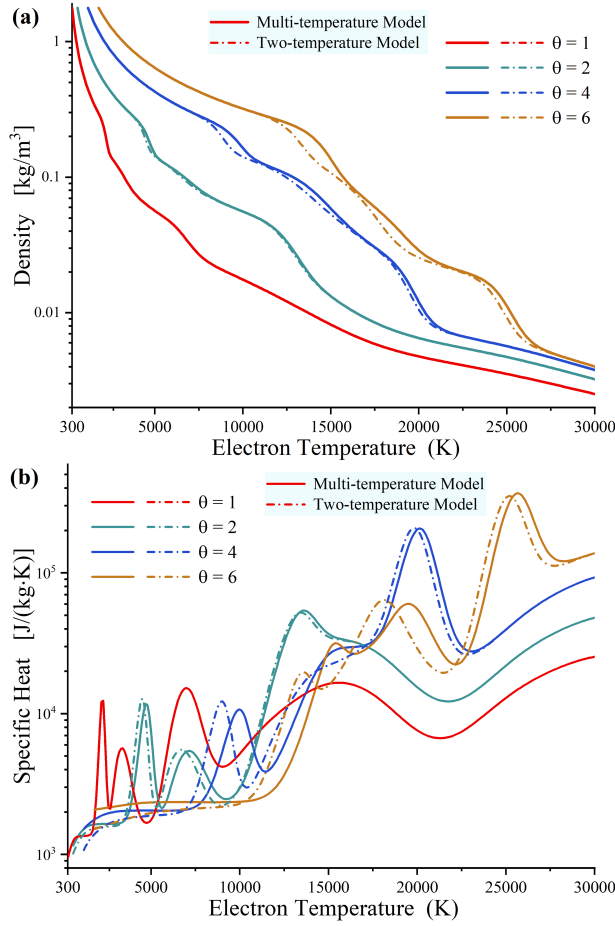 (a)
Multi-temperature Model
Two-temperature Model
θ = 1
θ = 2
θ = 4
θ = 6
Density [kg/m³]
1
0.1
0.01
300 5000 10000 15000 20000 25000 30000
Electron Temperature (K)
(b)
Multi-temperature Model
Two-temperature Model
θ = 1
θ = 2
θ = 4
θ = 6
Specific Heat [J/(kg·K)]
10⁵
10⁴
10³
300 5000 10000 15000 20000 25000 30000
Electron Temperature (K)